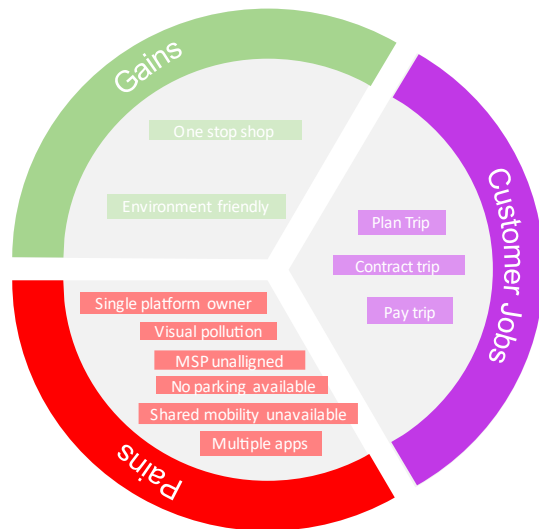 Gains
One stop shop
Environment friendly
Customer Jobs
Plan Trip
Contract trip
Pay trip
Single platform owner
Visual pollution
MSP unaligned
No parking available
Shared mobility unavailable
Multiple apps
Pains